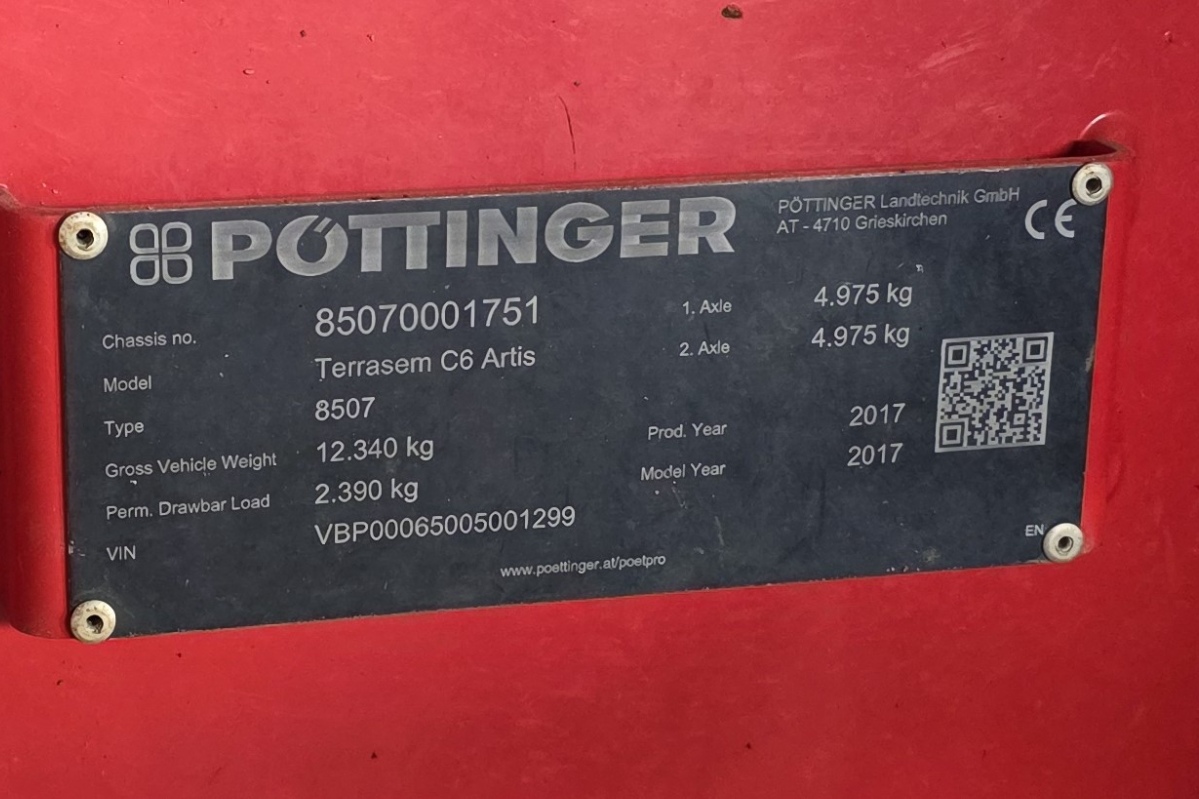 PÖTTINGER
PÖTTINGER Landtechnik GmbH
AT - 4710 Grieskirchen
CE
Chassis no. 85070001751
Model Terrasem C6 Artis
Type 8507
Gross Vehicle Weight 12.340 kg
Perm. Drawbar Load 2.390 kg
VIN VBP00065005001299
1. Axle 4.975 kg
2. Axle 4.975 kg
Prod. Year 2017
Model Year 2017
www.poettinger.at/poetpro
EN